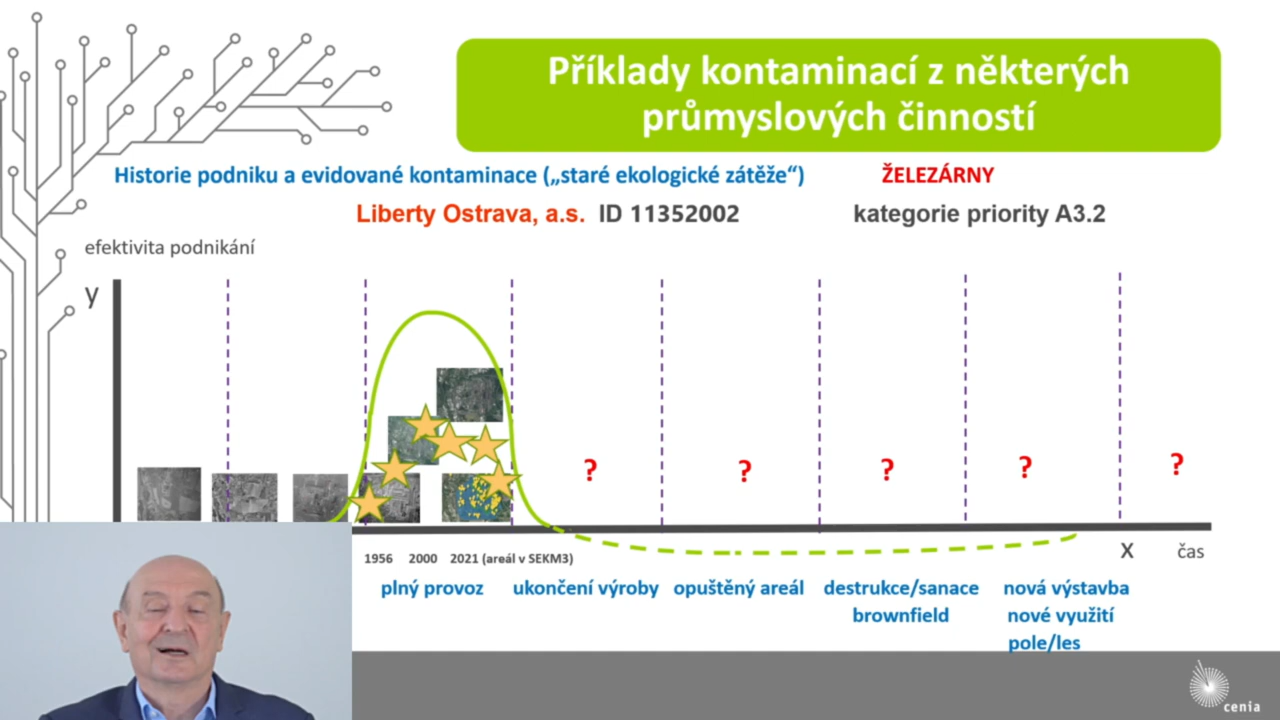 Příklady kontaminací z některých
průmyslových činností
Historie podniku a evidované kontaminace („staré ekologické zátěže“) ŽELEZÁRNY
Liberty Ostrava, a.s. ID 11352002 kategorie priority A3.2
efektivita podnikání
y
? ? ? ? ?
1956 2000 2021 (areál v SEKM3) X čas
plný provoz ukončení výroby opuštěný areál destrukce/sanace nová výstavba
brownfield nové využití
pole/les
cenia